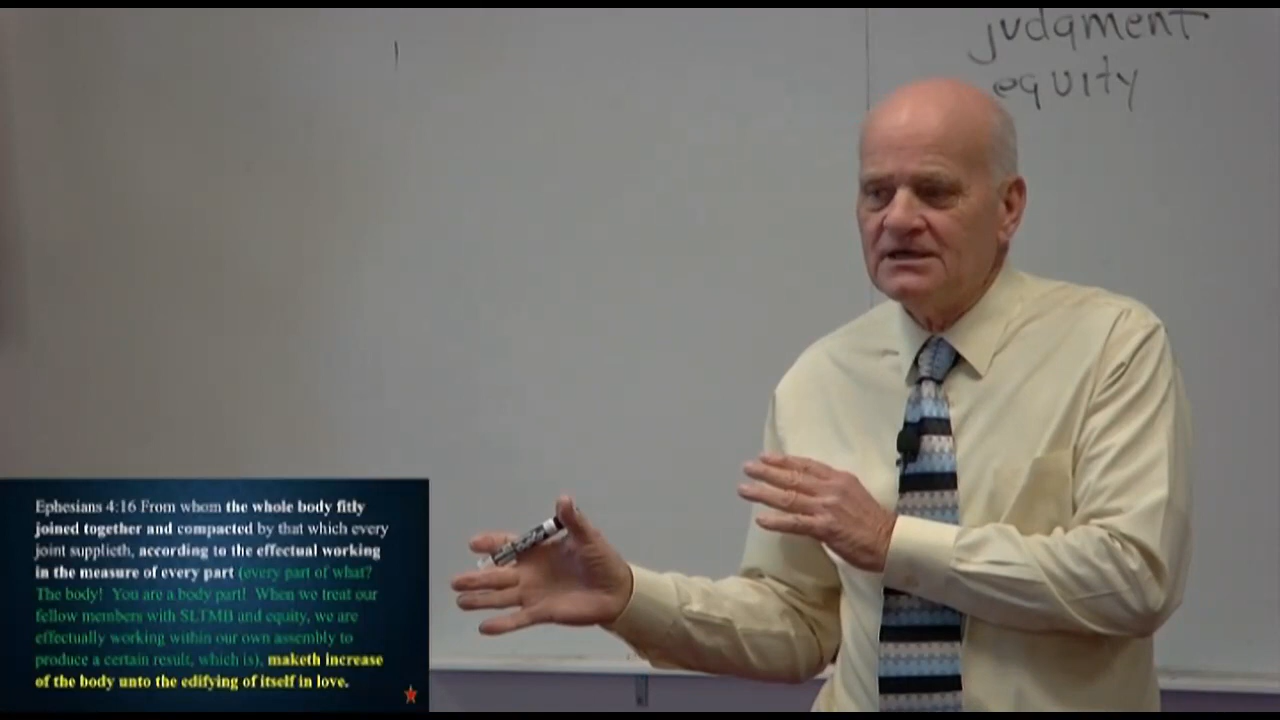 judgment
equity
Ephesians 4:16 From whom the whole body fitly
joined together and compacted by that which every
joint supplieth, according to the effectual working
in the measure of every part (every part of what?
The body! You are a body part! When we treat our
fellow members with SLTMB and equity, we are
effectually working within our own assembly to
produce a certain result, which is), maketh increase
of the body unto the edifying of itself in love.